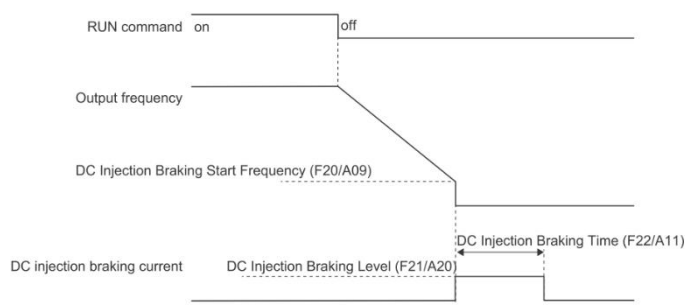 RUN command on off
Output frequency
DC Injection Braking Start Frequency (F20/A09)
DC Injection Braking Time (F22/A11)
DC injection braking current DC Injection Braking Level (F21/A20)